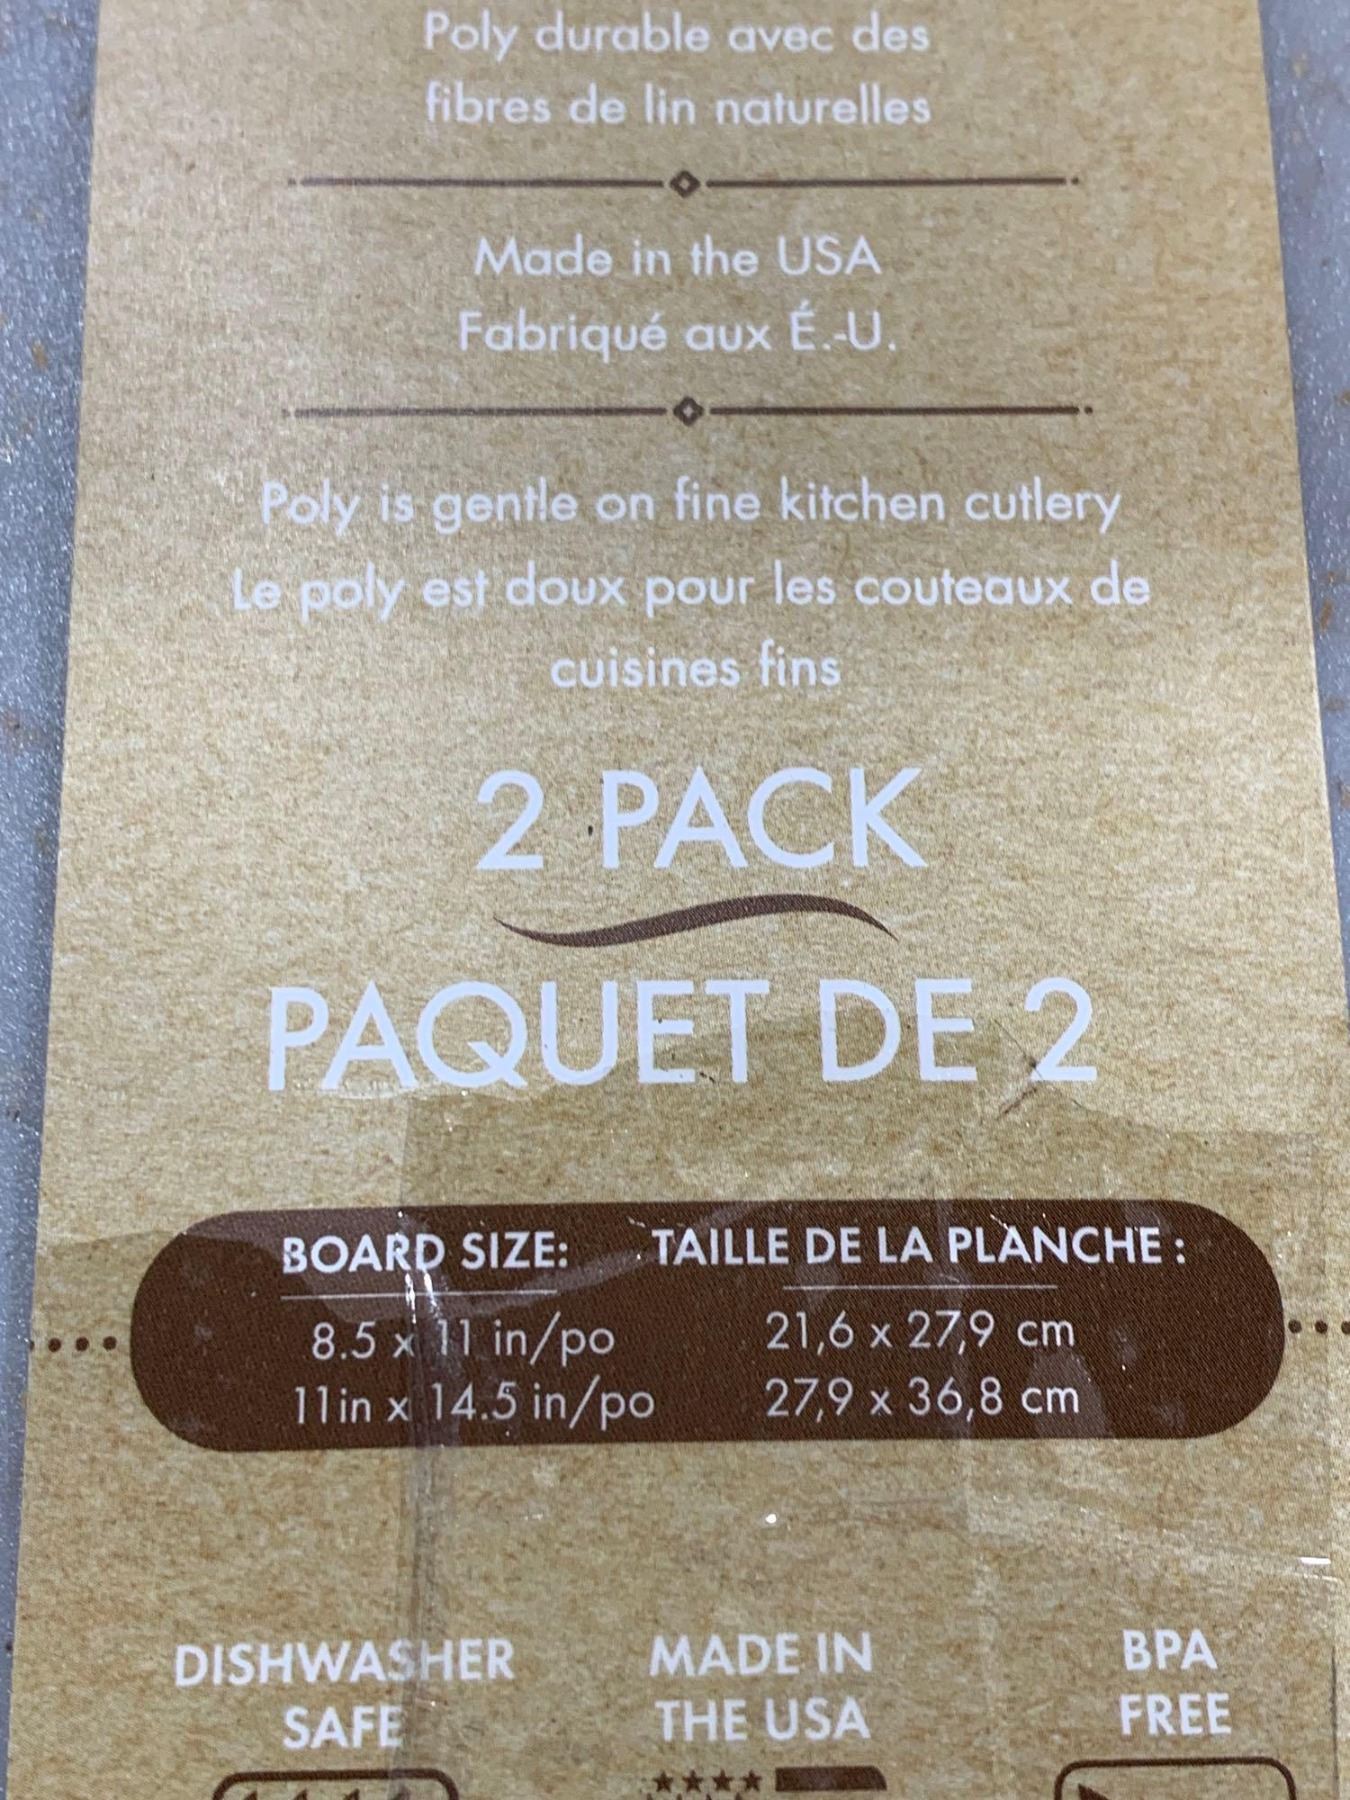 Poly durable avec des
fibres de lin naturelles
Made in the USA
Fabriqué aux É.-U.
Poly is gentle on fine kitchen cutlery
Le poly est doux pour les couteaux de
cuisines fins
2 PACK
PAQUET DE 2
BOARD SIZE: TAILLE DE LA PLANCHE :
8.5 x 11 in/po 21,6 x 27,9 cm
11in x 14.5 in/po 27,9 x 36,8 cm
DISHWASHER MADE IN BPA
SAFE THE USA FREE